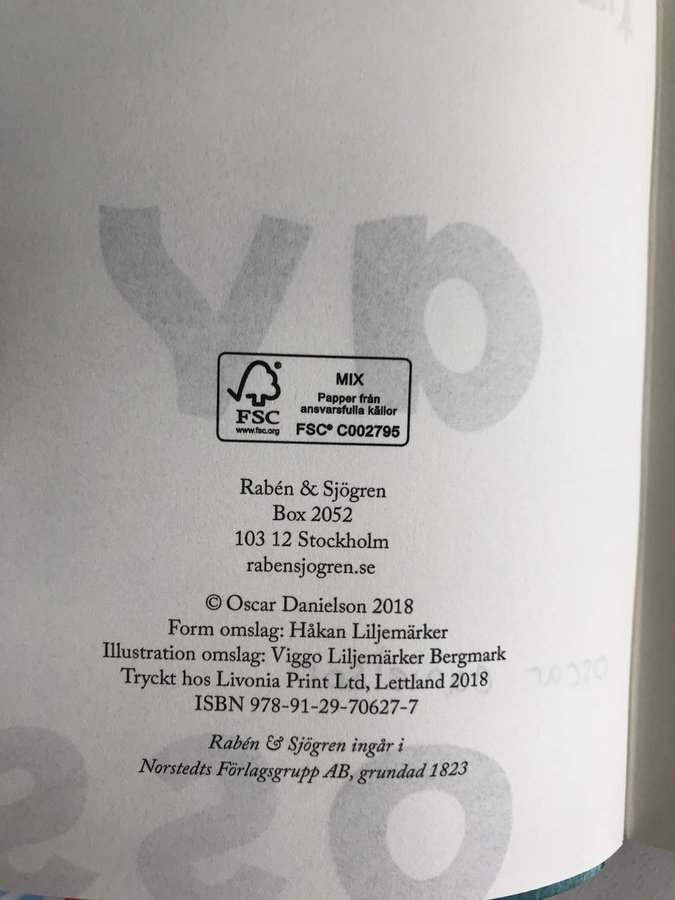 MIX
Papper från
ansvarsfulla källor
FSC® C002795
FSC®
www.fsc.org
Rabén & Sjögren
Box 2052
103 12 Stockholm
rabensjogren.se
© Oscar Danielson 2018
Form omslag: Håkan Liljemärker
Illustration omslag: Viggo Liljemärker Bergmark
Tryckt hos Livonia Print Ltd, Lettland 2018
ISBN 978-91-29-70627-7
Rabén & Sjögren ingår i
Norstedts Förlagsgrupp AB, grundad 1823